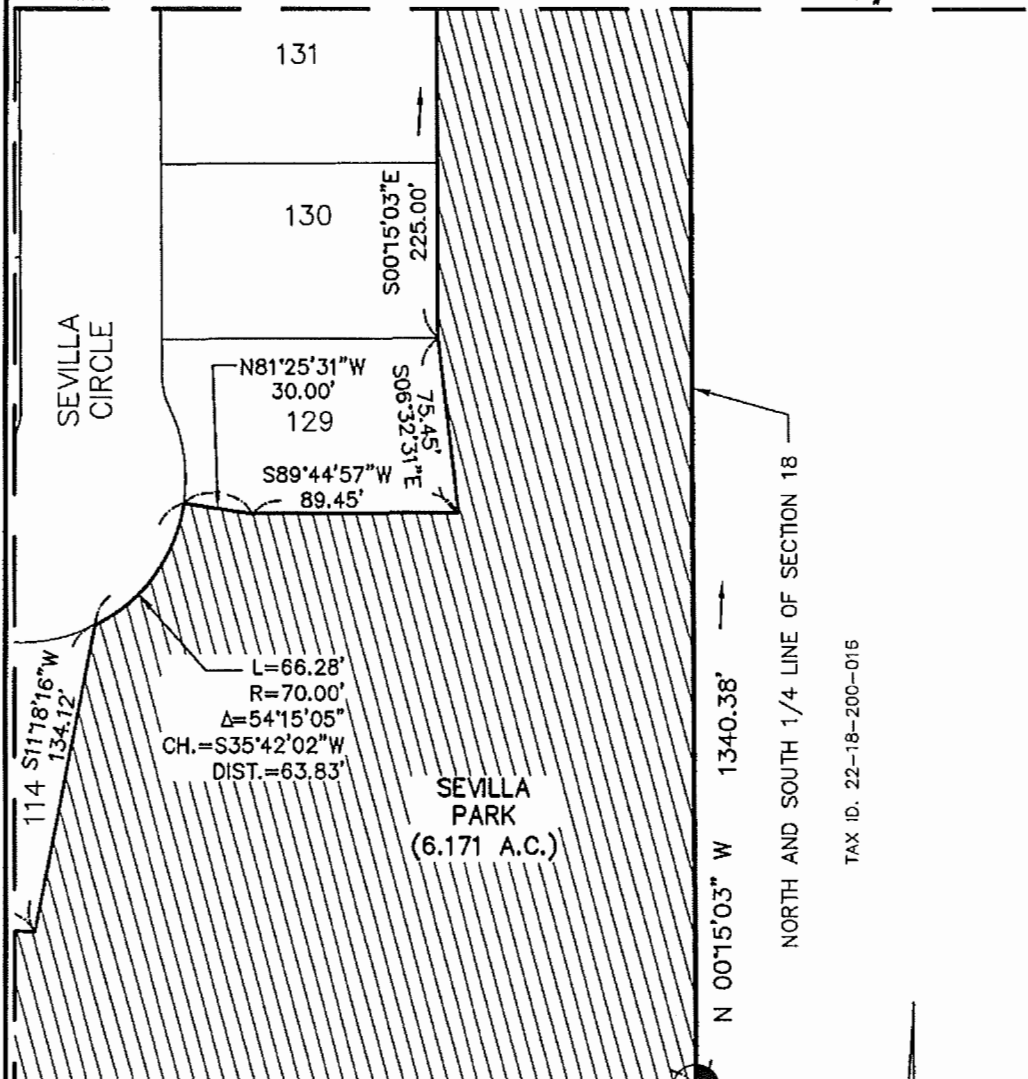 131
130
S00°15'03"E
225.00'
SEVILLA
CIRCLE
N81°25'31"W
30.00'
129
75.45'
S06°32'31"E
S89°44'57"W
89.45'
L=66.28'
R=70.00'
Δ=54°15'05"
CH.=S35°42'02"W
DIST.=63.83'
114
S11°18'16"W
134.12'
SEVILLA
PARK
(6.171 A.C.)
N 00°15'03" W 1340.38'
NORTH AND SOUTH 1/4 LINE OF SECTION 18
TAX ID. 22-18-200-016